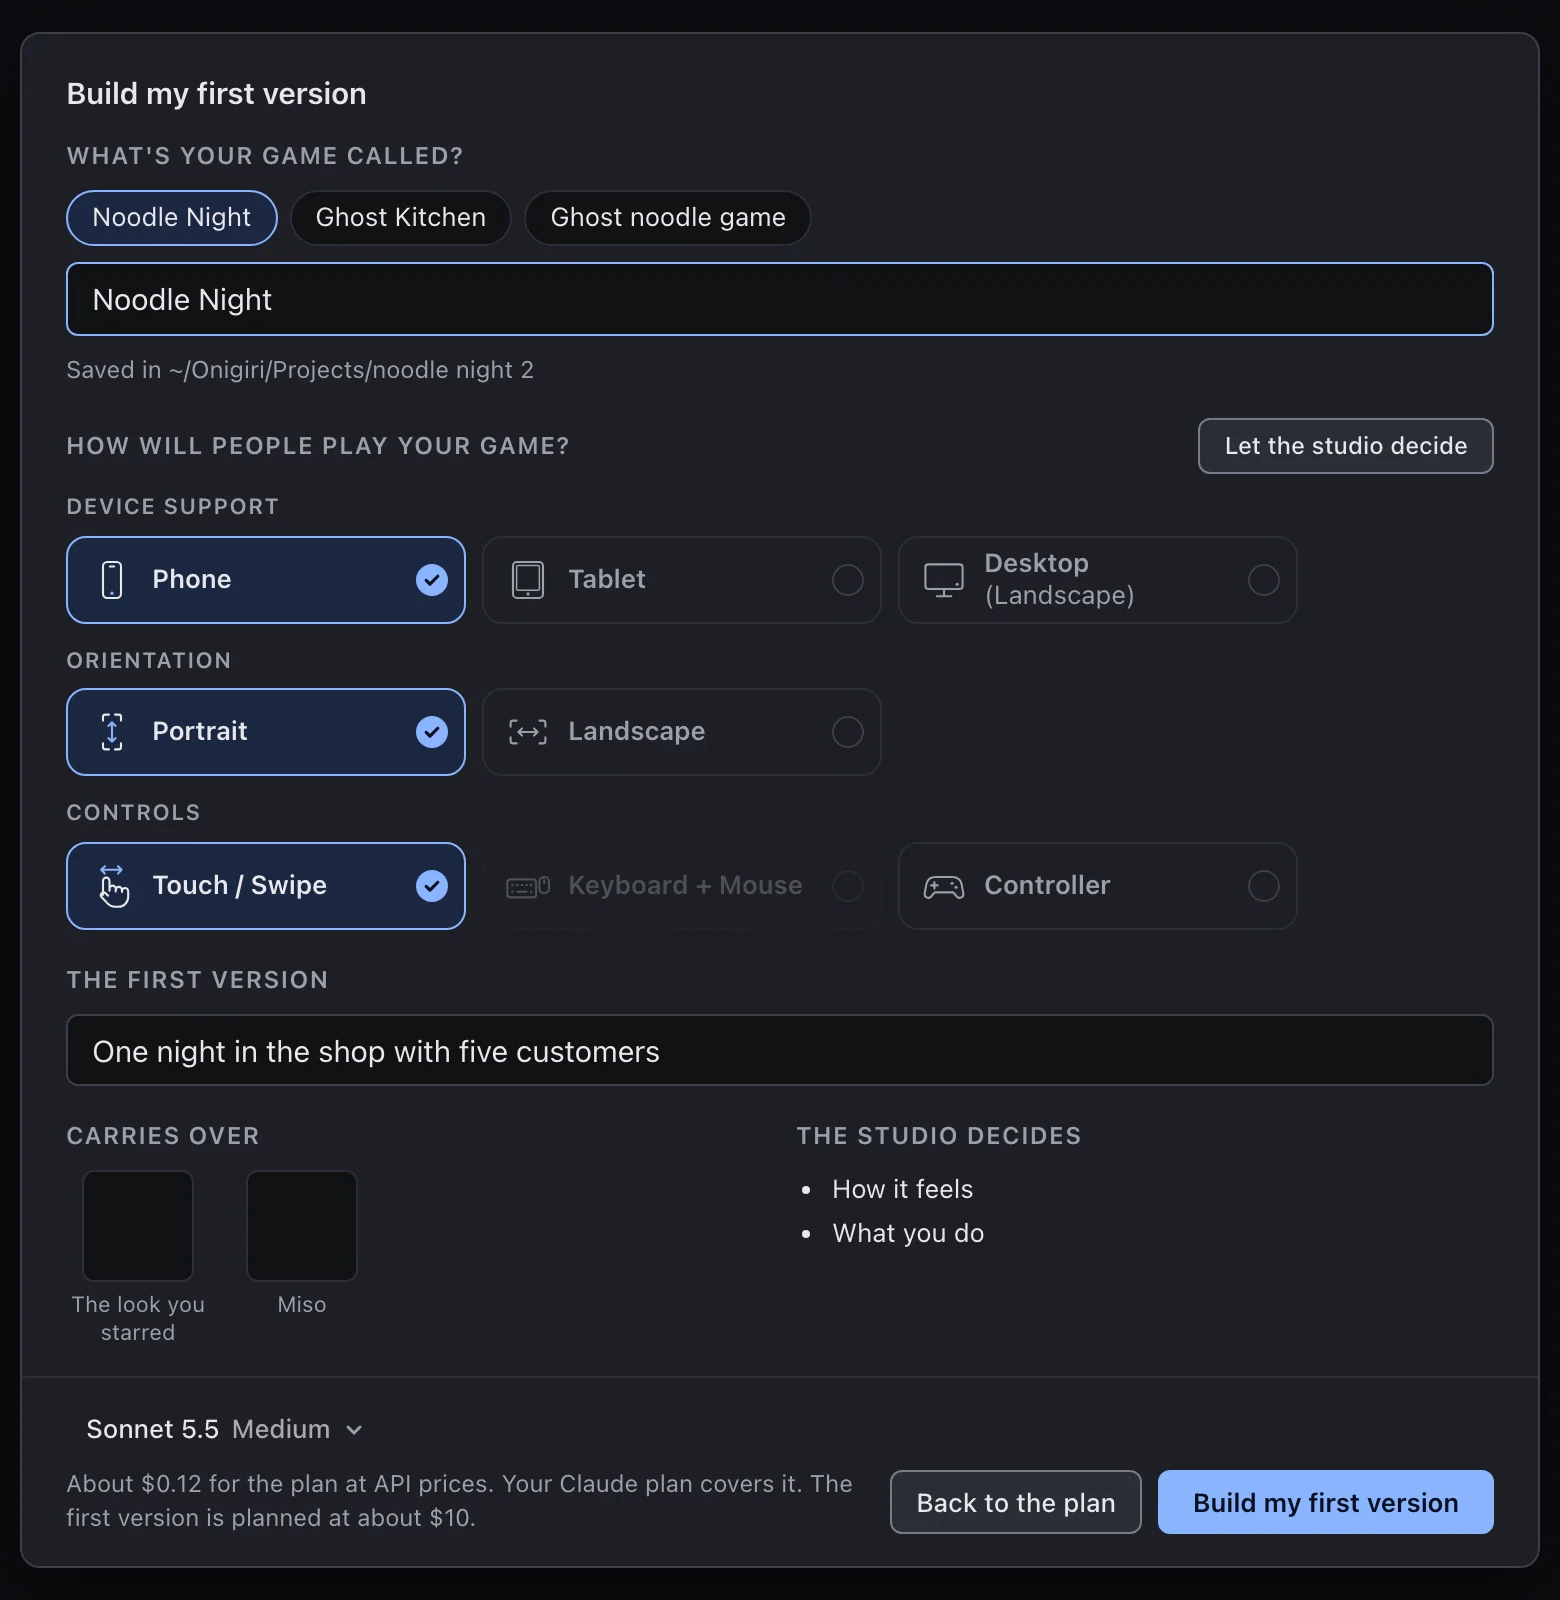 Build my first version
WHAT'S YOUR GAME CALLED?
Noodle Night
Ghost Kitchen
Ghost noodle game
Noodle Night
Saved in ~/Onigiri/Projects/noodle night 2
HOW WILL PEOPLE PLAY YOUR GAME?
Let the studio decide
DEVICE SUPPORT
Phone
Tablet
Desktop
(Landscape)
ORIENTATION
Portrait
Landscape
CONTROLS
Touch / Swipe
Keyboard + Mouse
Controller
THE FIRST VERSION
One night in the shop with five customers
CARRIES OVER
The look you
starred
Miso
THE STUDIO DECIDES
• How it feels
• What you do
Sonnet 5.5 Medium
About $0.12 for the plan at API prices. Your Claude plan covers it. The
first version is planned at about $10.
Back to the plan
Build my first version